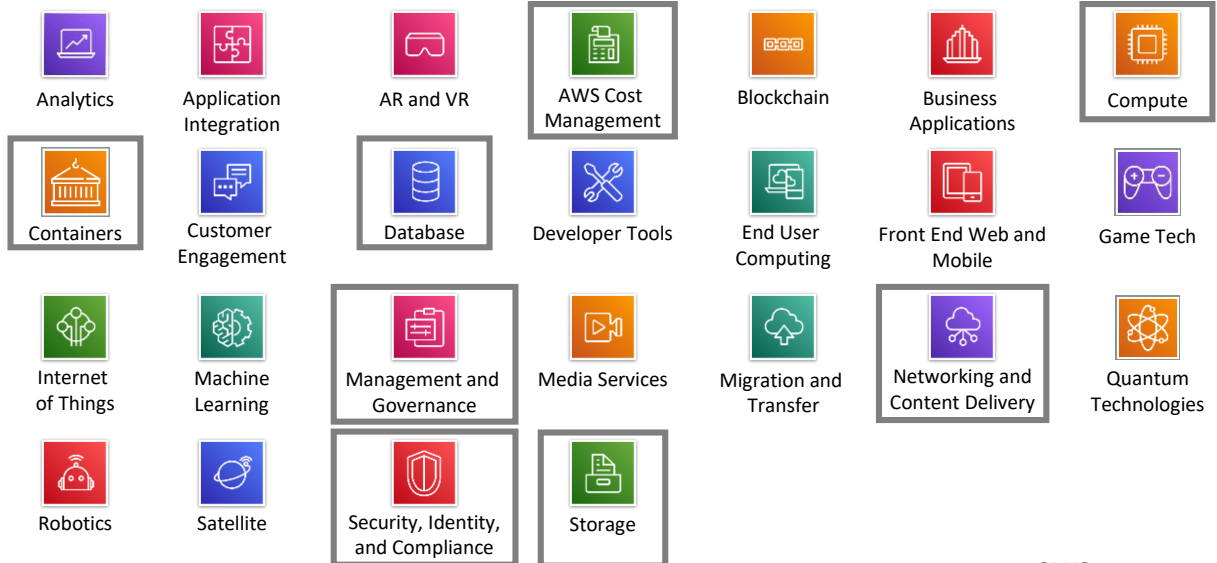 Analytics
Application
Integration
AR and VR
AWS Cost
Management
Blockchain
Business
Applications
Compute
Containers
Customer
Engagement
Database
Developer Tools
End User
Computing
Front End Web and
Mobile
Game Tech
Internet
of Things
Machine
Learning
Management and
Governance
Media Services
Migration and
Transfer
Networking and
Content Delivery
Quantum
Technologies
Robotics
Satellite
Security, Identity,
and Compliance
Storage